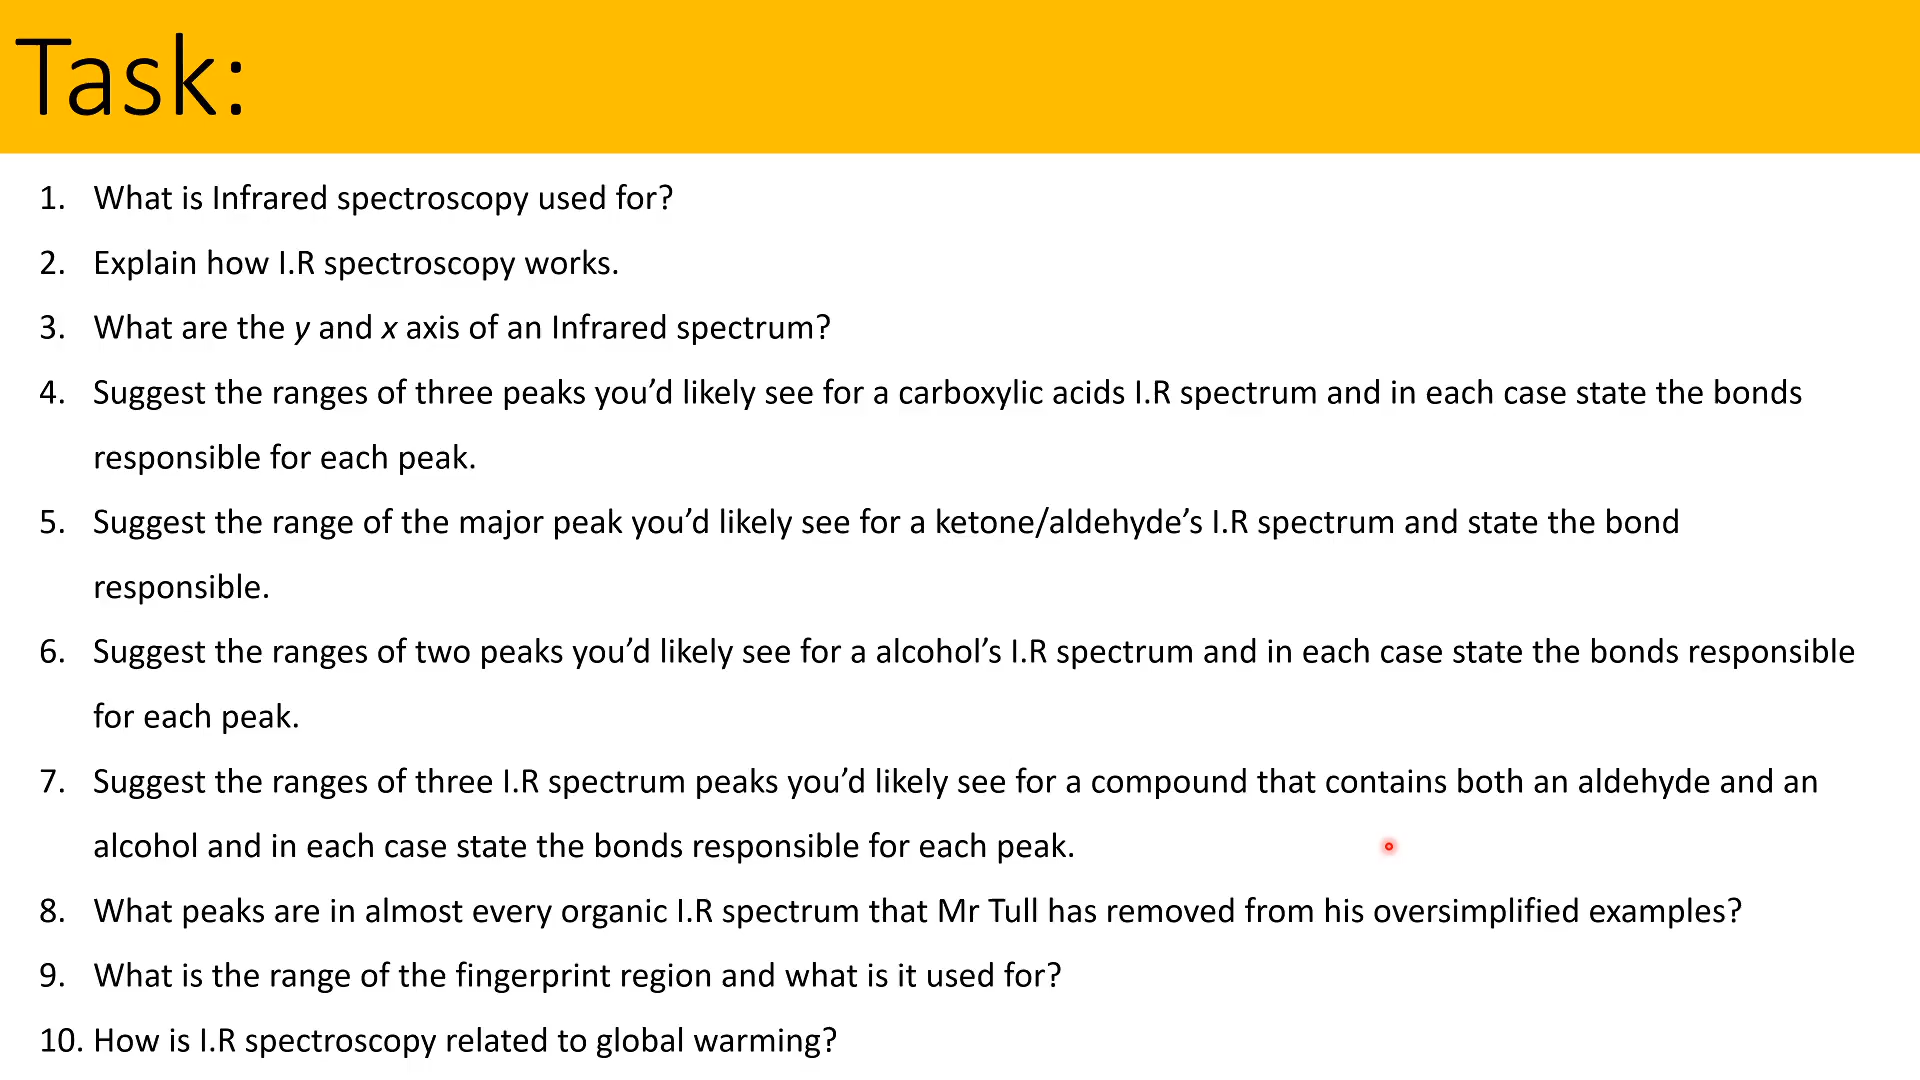 Task:
1. What is Infrared spectroscopy used for?
2. Explain how I.R spectroscopy works.
3. What are the y and x axis of an Infrared spectrum?
4. Suggest the ranges of three peaks you’d likely see for a carboxylic acids I.R spectrum and in each case state the bonds
responsible for each peak.
5. Suggest the range of the major peak you’d likely see for a ketone/aldehyde’s I.R spectrum and state the bond
responsible.
6. Suggest the ranges of two peaks you’d likely see for a alcohol’s I.R spectrum and in each case state the bonds responsible
for each peak.
7. Suggest the ranges of three I.R spectrum peaks you’d likely see for a compound that contains both an aldehyde and an
alcohol and in each case state the bonds responsible for each peak.
8. What peaks are in almost every organic I.R spectrum that Mr Tull has removed from his oversimplified examples?
9. What is the range of the fingerprint region and what is it used for?
10. How is I.R spectroscopy related to global warming?